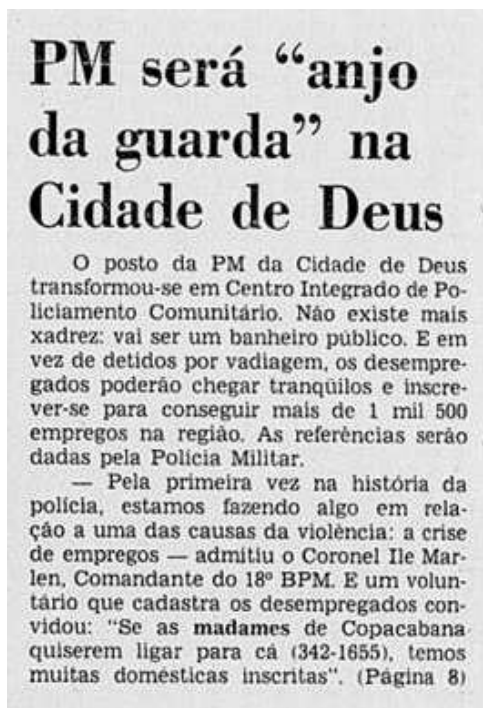 PM será “anjo
da guarda” na
Cidade de Deus
O posto da PM da Cidade de Deus
transformou-se em Centro Integrado de Po-
liciamento Comunitário. Não existe mais
xadrez: vai ser um banheiro público. E em
vez de detidos por vadiagem, os desempre-
gados poderão chegar tranqüilos e inscre-
ver-se para conseguir mais de 1 mil 500
empregos na região. As referências serão
dadas pela Polícia Militar.
— Pela primeira vez na história da
polícia, estamos fazendo algo em rela-
ção a uma das causas da violência: a crise
de empregos — admitiu o Coronel Ile Mar-
len, Comandante do 18º BPM. E um volun-
tário que cadastra os desempregados con-
vidou: “Se as madames de Copacabana
quiserem ligar para cá (342-1655), temos
muitas domésticas inscritas”. (Página 8)